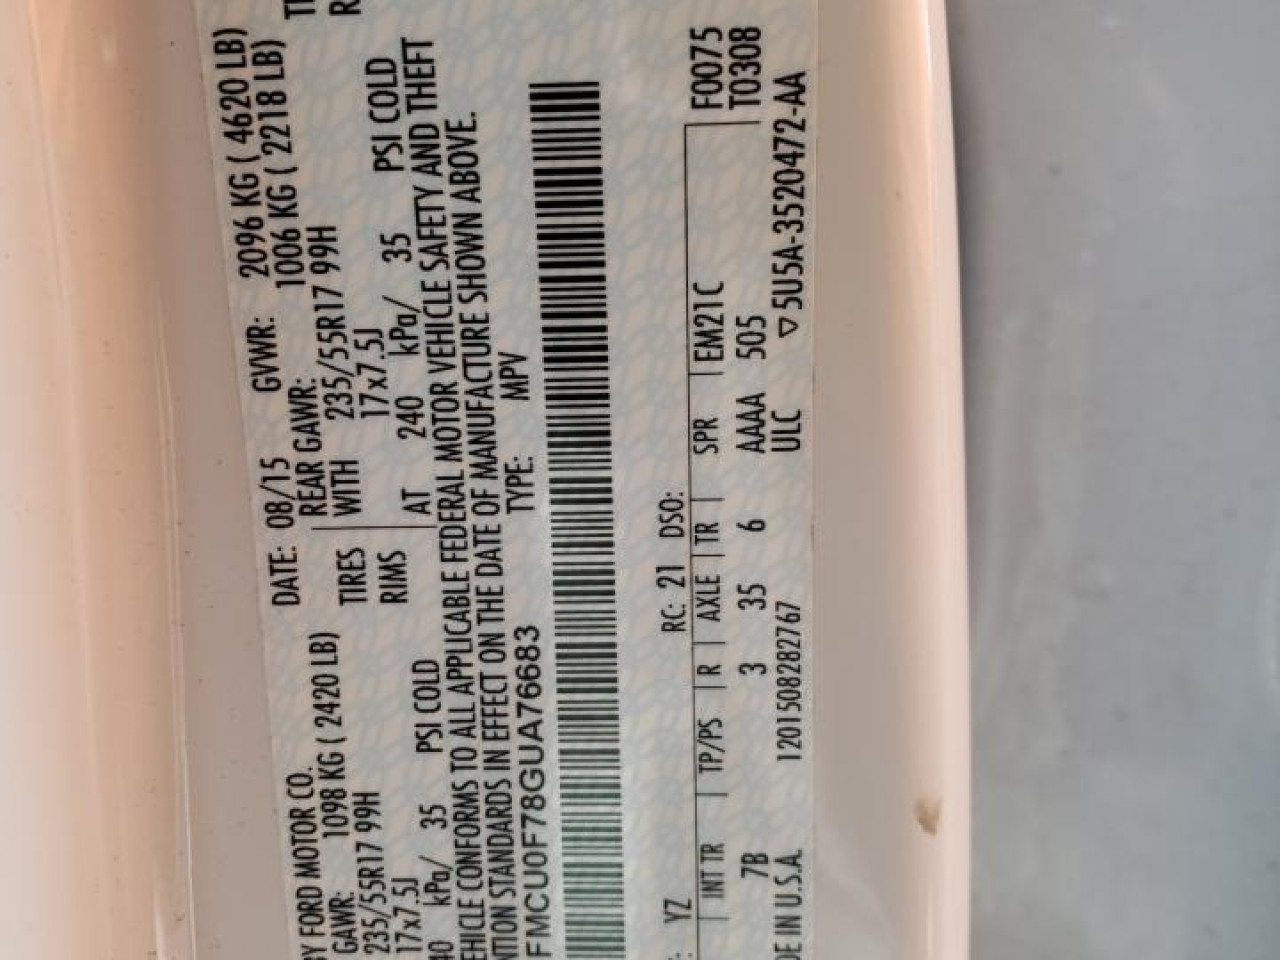 BY FORD MOTOR CO. DATE: 08/15 GVWR: 2096 KG ( 4620 LB)
GAWR: 1098 KG ( 2420 LB) REAR GAWR: 1006 KG ( 2218 LB)
235/55R17 99H TIRES WITH 235/55R17 99H
17x7.5J RIMS 17x7.5J
kPa/ 35 PSI COLD AT 240 kPa/ 35 PSI COLD
CONFORMS TO ALL APPLICABLE FEDERAL MOTOR VEHICLE SAFETY AND THEFT
STANDARDS IN EFFECT ON THE DATE OF MANUFACTURE SHOWN ABOVE.
FMCU0F78GUA76683 TYPE: MPV
YZ RC: 21 DSO: F0075
INT TR TP/PS R AXLE TR SPR EM21C T0308
7B 3 35 6 AAAA 505
IN U.S.A. 1201508282767 ULC ▽5U5A-3520472-AA